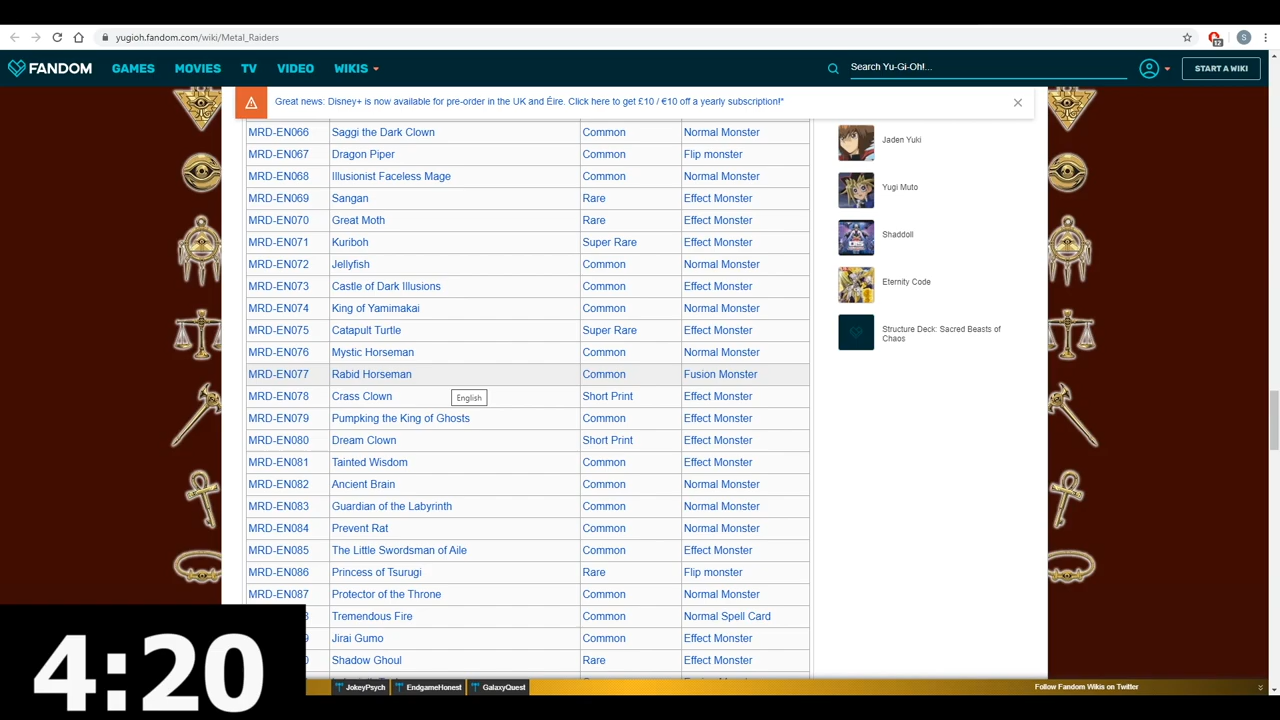 yugioh.fandom.com/wiki/Metal_Raiders
12
S
FANDOM GAMES MOVIES TV VIDEO WIKIS Search Yu-Gi-Oh!... START A WIKI
Great news: Disney+ is now available for pre-order in the UK and Éire. Click here to get £10 / €10 off a yearly subscription!*
MRD-EN066 Saggi the Dark Clown Common Normal Monster
MRD-EN067 Dragon Piper Common Flip monster
MRD-EN068 Illusionist Faceless Mage Common Normal Monster
MRD-EN069 Sangan Rare Effect Monster
MRD-EN070 Great Moth Rare Effect Monster
MRD-EN071 Kuriboh Super Rare Effect Monster
MRD-EN072 Jellyfish Common Normal Monster
MRD-EN073 Castle of Dark Illusions Common Effect Monster
MRD-EN074 King of Yamimakai Common Normal Monster
MRD-EN075 Catapult Turtle Super Rare Effect Monster
MRD-EN076 Mystic Horseman Common Normal Monster
MRD-EN077 Rabid Horseman Common Fusion Monster
MRD-EN078 Crass Clown Short Print Effect Monster
English
MRD-EN079 Pumpking the King of Ghosts Common Effect Monster
MRD-EN080 Dream Clown Short Print Effect Monster
MRD-EN081 Tainted Wisdom Common Effect Monster
MRD-EN082 Ancient Brain Common Normal Monster
MRD-EN083 Guardian of the Labyrinth Common Normal Monster
MRD-EN084 Prevent Rat Common Normal Monster
MRD-EN085 The Little Swordsman of Aile Common Effect Monster
MRD-EN086 Princess of Tsurugi Rare Flip monster
MRD-EN087 Protector of the Throne Common Normal Monster
Tremendous Fire Common Normal Spell Card
Jirai Gumo Common Effect Monster
Shadow Ghoul Rare Effect Monster
Jaden Yuki
Yugi Muto
Shaddoll
Eternity Code
Structure Deck: Sacred Beasts of
Chaos
4:20
JokeyPsych EndgameHonest GalaxyQuest Follow Fandom Wikis on Twitter